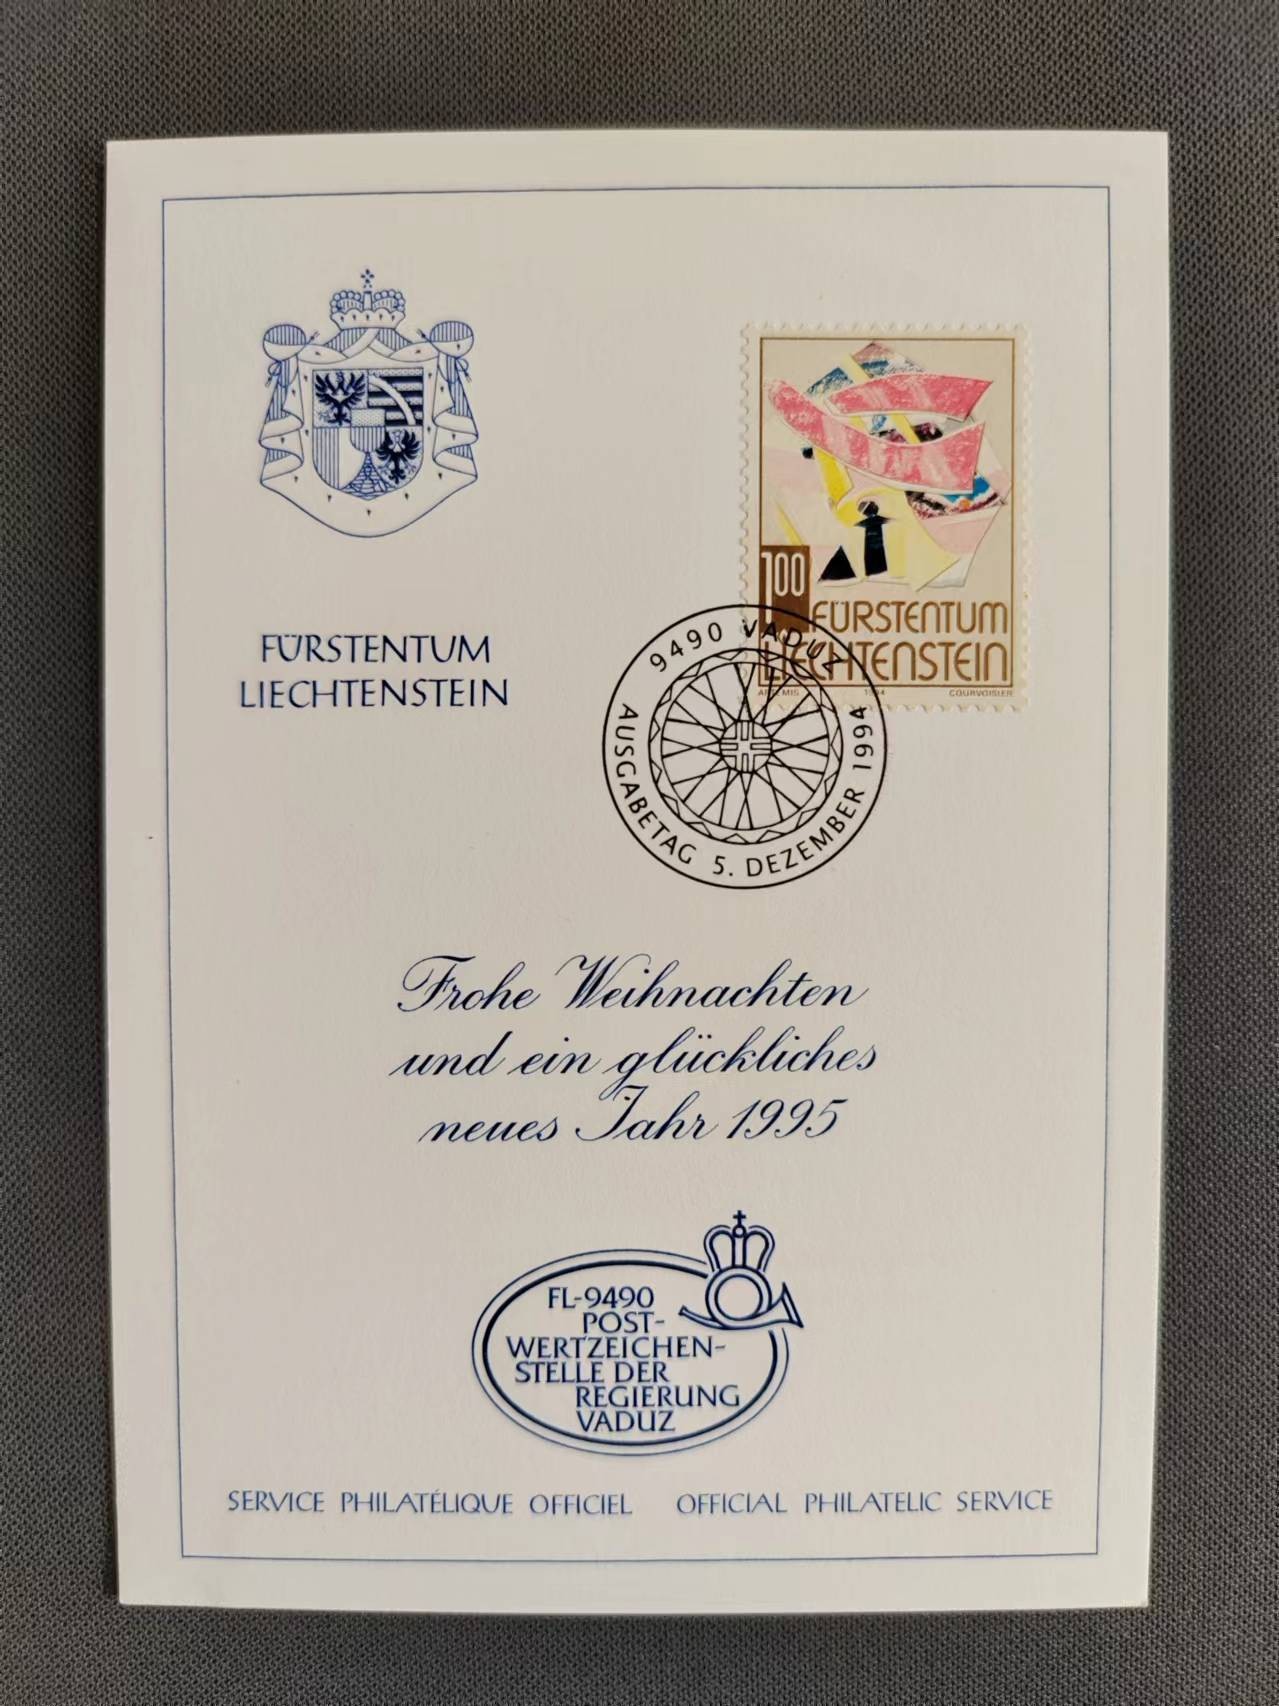 1.00
FÜRSTENTUM
LIECHTENSTEIN
ARTEMIS 1994 COURVOISIER
FÜRSTENTUM
LIECHTENSTEIN
9490 VADUZ
AUSGABETAG 5. DEZEMBER 1994
Frohe Weihnachten
und ein glückliches
neues Jahr 1995
FL-9490
POST-
WERTZEICHEN-
STELLE DER
REGIERUNG
VADUZ
SERVICE PHILATÉLIQUE OFFICIEL OFFICIAL PHILATELIC SERVICE